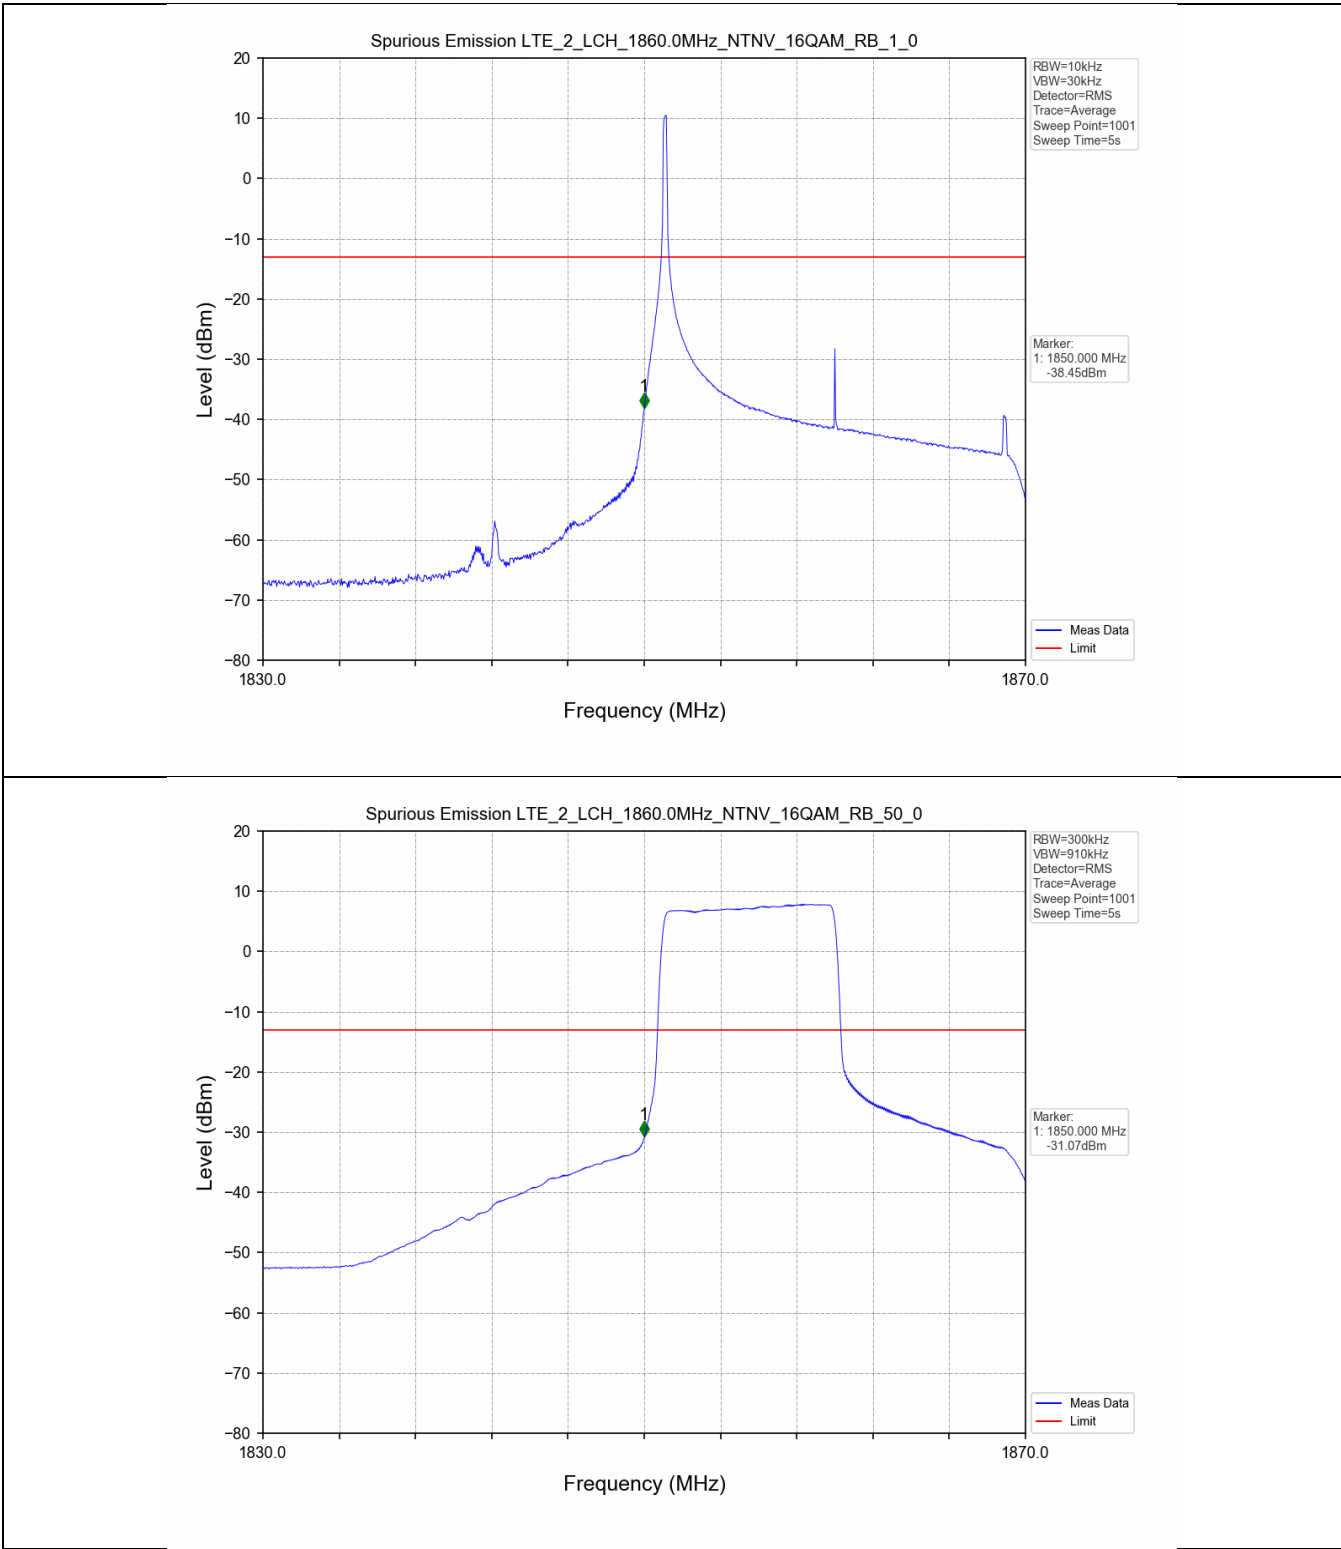 Spurious Emission LTE_2_LCH_1860.0MHz_NTNV_16QAM_RB_1_0
20
10
0
−10
−20
−30
−40
−50
−60
−70
−80
Level (dBm)
1
1830.0
1870.0
Frequency (MHz)
RBW=10kHz
VBW=30kHz
Detector=RMS
Trace=Average
Sweep Point=1001
Sweep Time=5s
Marker:
1: 1850.000 MHz
-38.45dBm
Meas Data
Limit
Spurious Emission LTE_2_LCH_1860.0MHz_NTNV_16QAM_RB_50_0
20
10
0
−10
−20
−30
−40
−50
−60
−70
−80
Level (dBm)
1
1830.0
1870.0
Frequency (MHz)
RBW=300kHz
VBW=910kHz
Detector=RMS
Trace=Average
Sweep Point=1001
Sweep Time=5s
Marker:
1: 1850.000 MHz
-31.07dBm
Meas Data
Limit